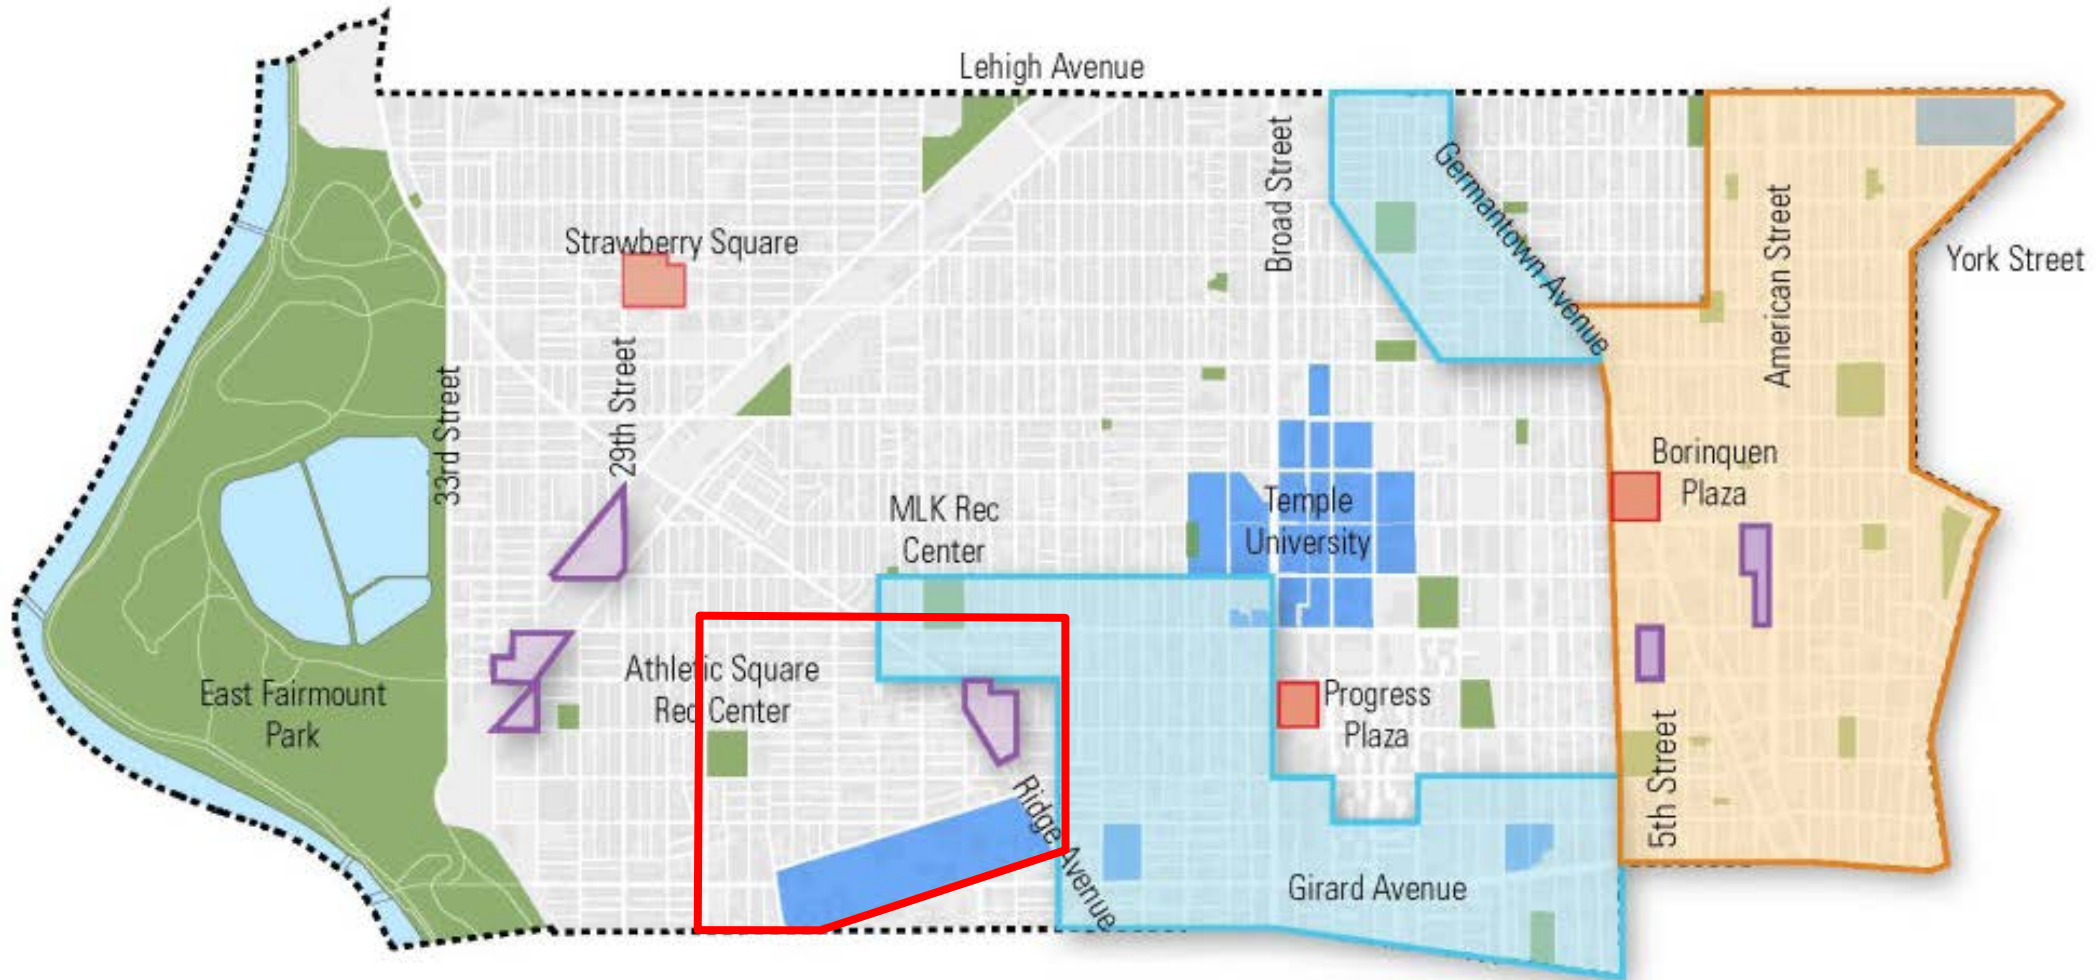 Lehigh Avenue
Broad Street
Germantown Avenue
American Street
York Street
Strawberry Square
29th Street
33rd Street
Borinquen
Plaza
MLK Rec
Center
Temple
University
Athletic Square
Rec Center
East Fairmount
Park
Progress
Plaza
5th Street
Ridge Avenue
Girard Avenue